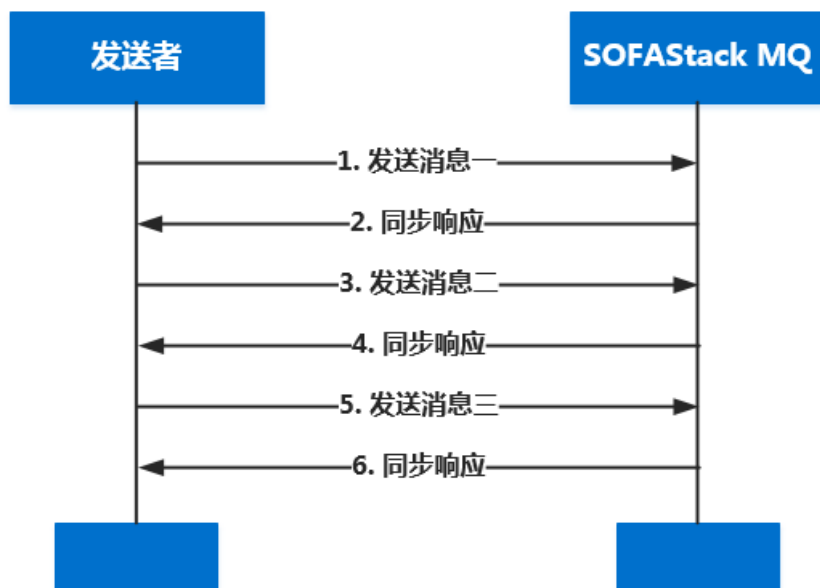 发送者
SOFAStack MQ
1. 发送消息一
2. 同步响应
3. 发送消息二
4. 同步响应
5. 发送消息三
6. 同步响应